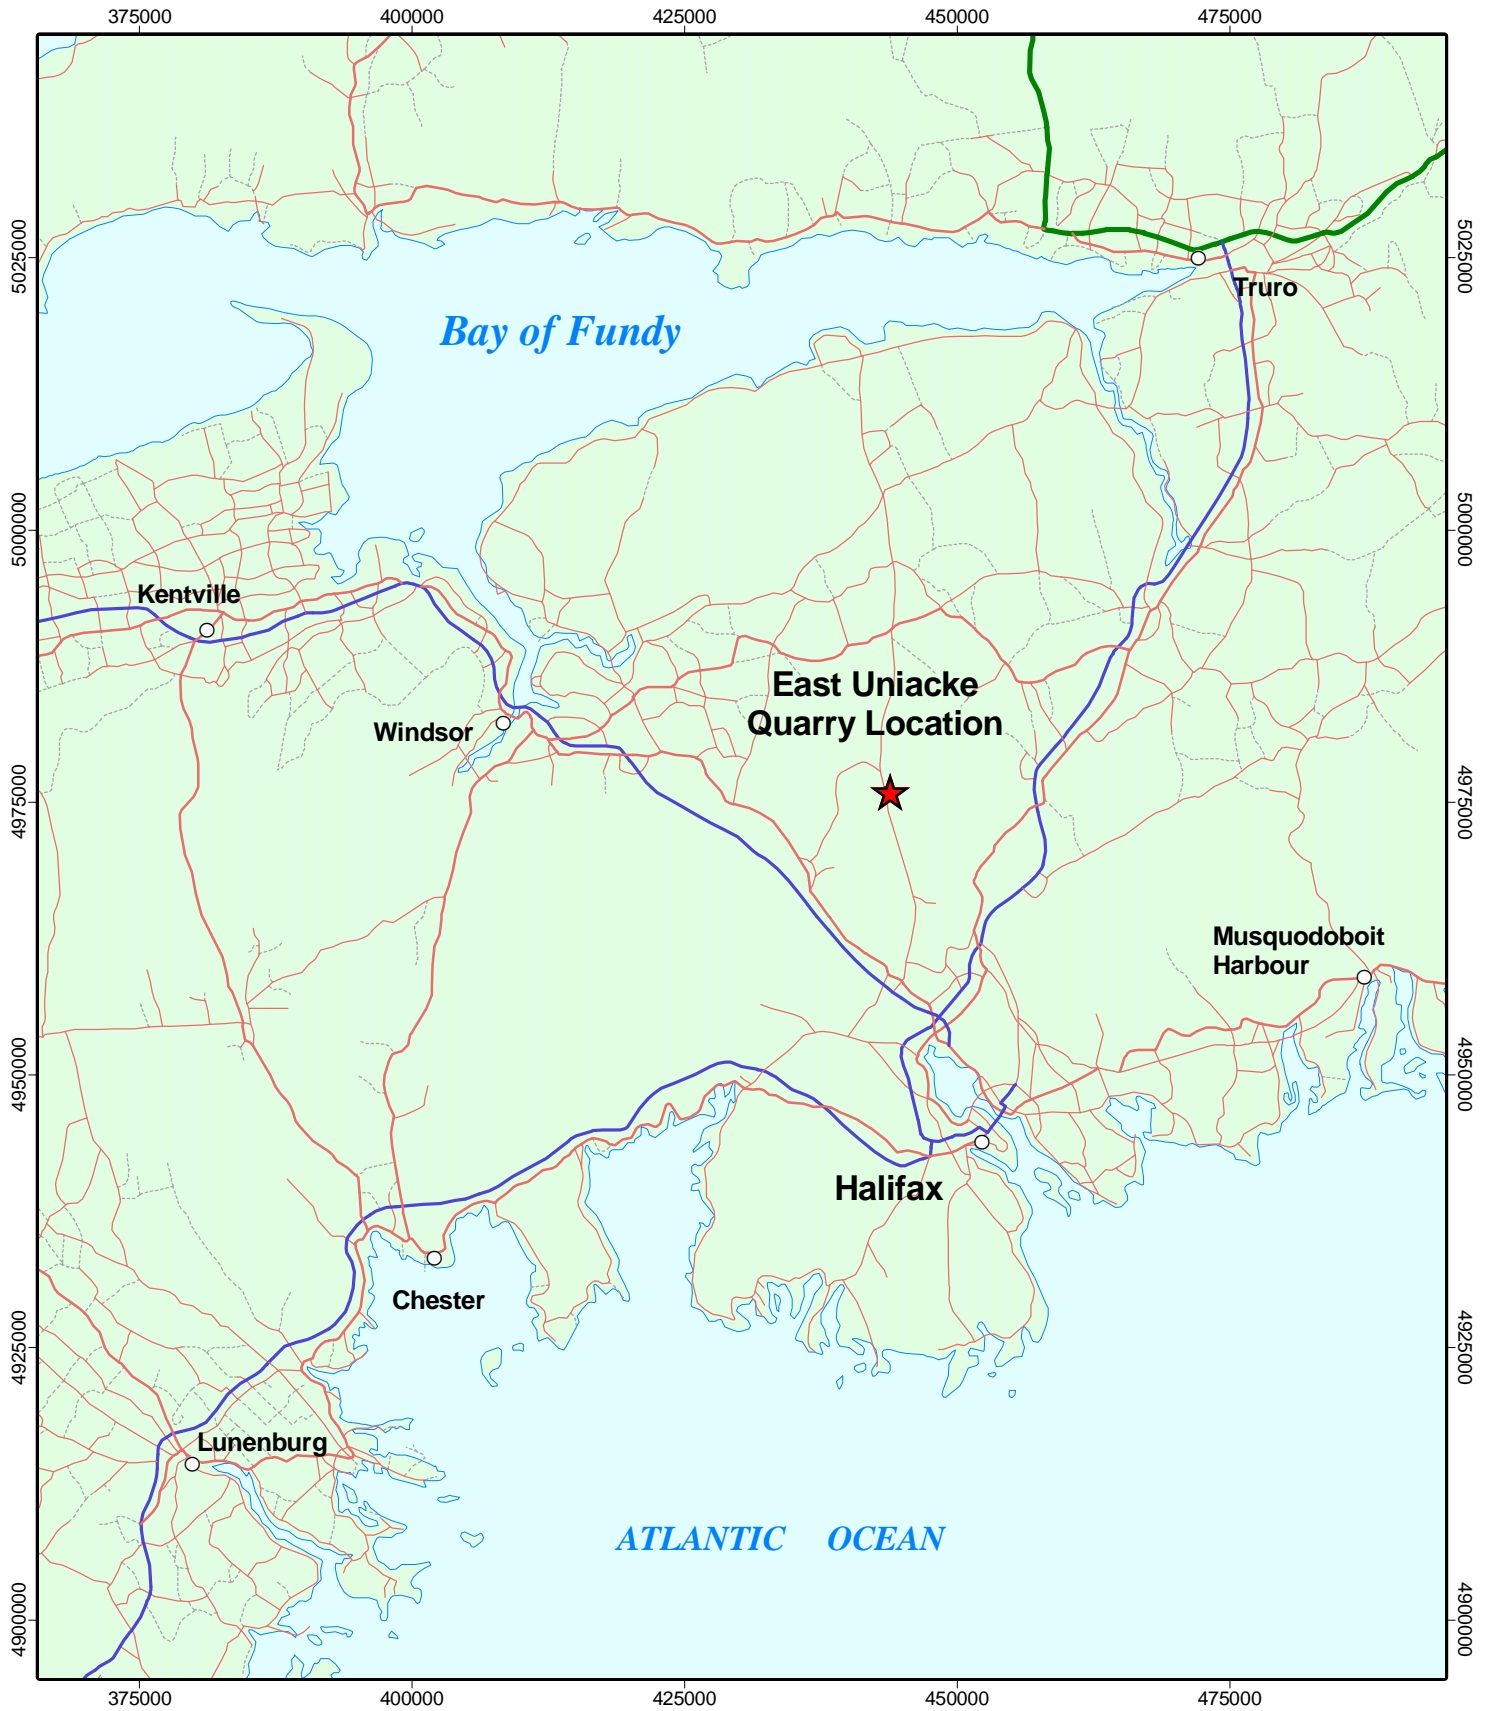 375000 400000 425000 450000 475000
5025000 5025000
Truro
Bay of Fundy
5000000 5000000
Kentville
East Uniacke
Quarry Location
Windsor
4975000 4975000
Musquodoboit
Harbour
4950000 4950000
Halifax
Chester
4925000 4925000
Lunenburg
ATLANTIC OCEAN
4900000 4900000
375000 400000 425000 450000 475000